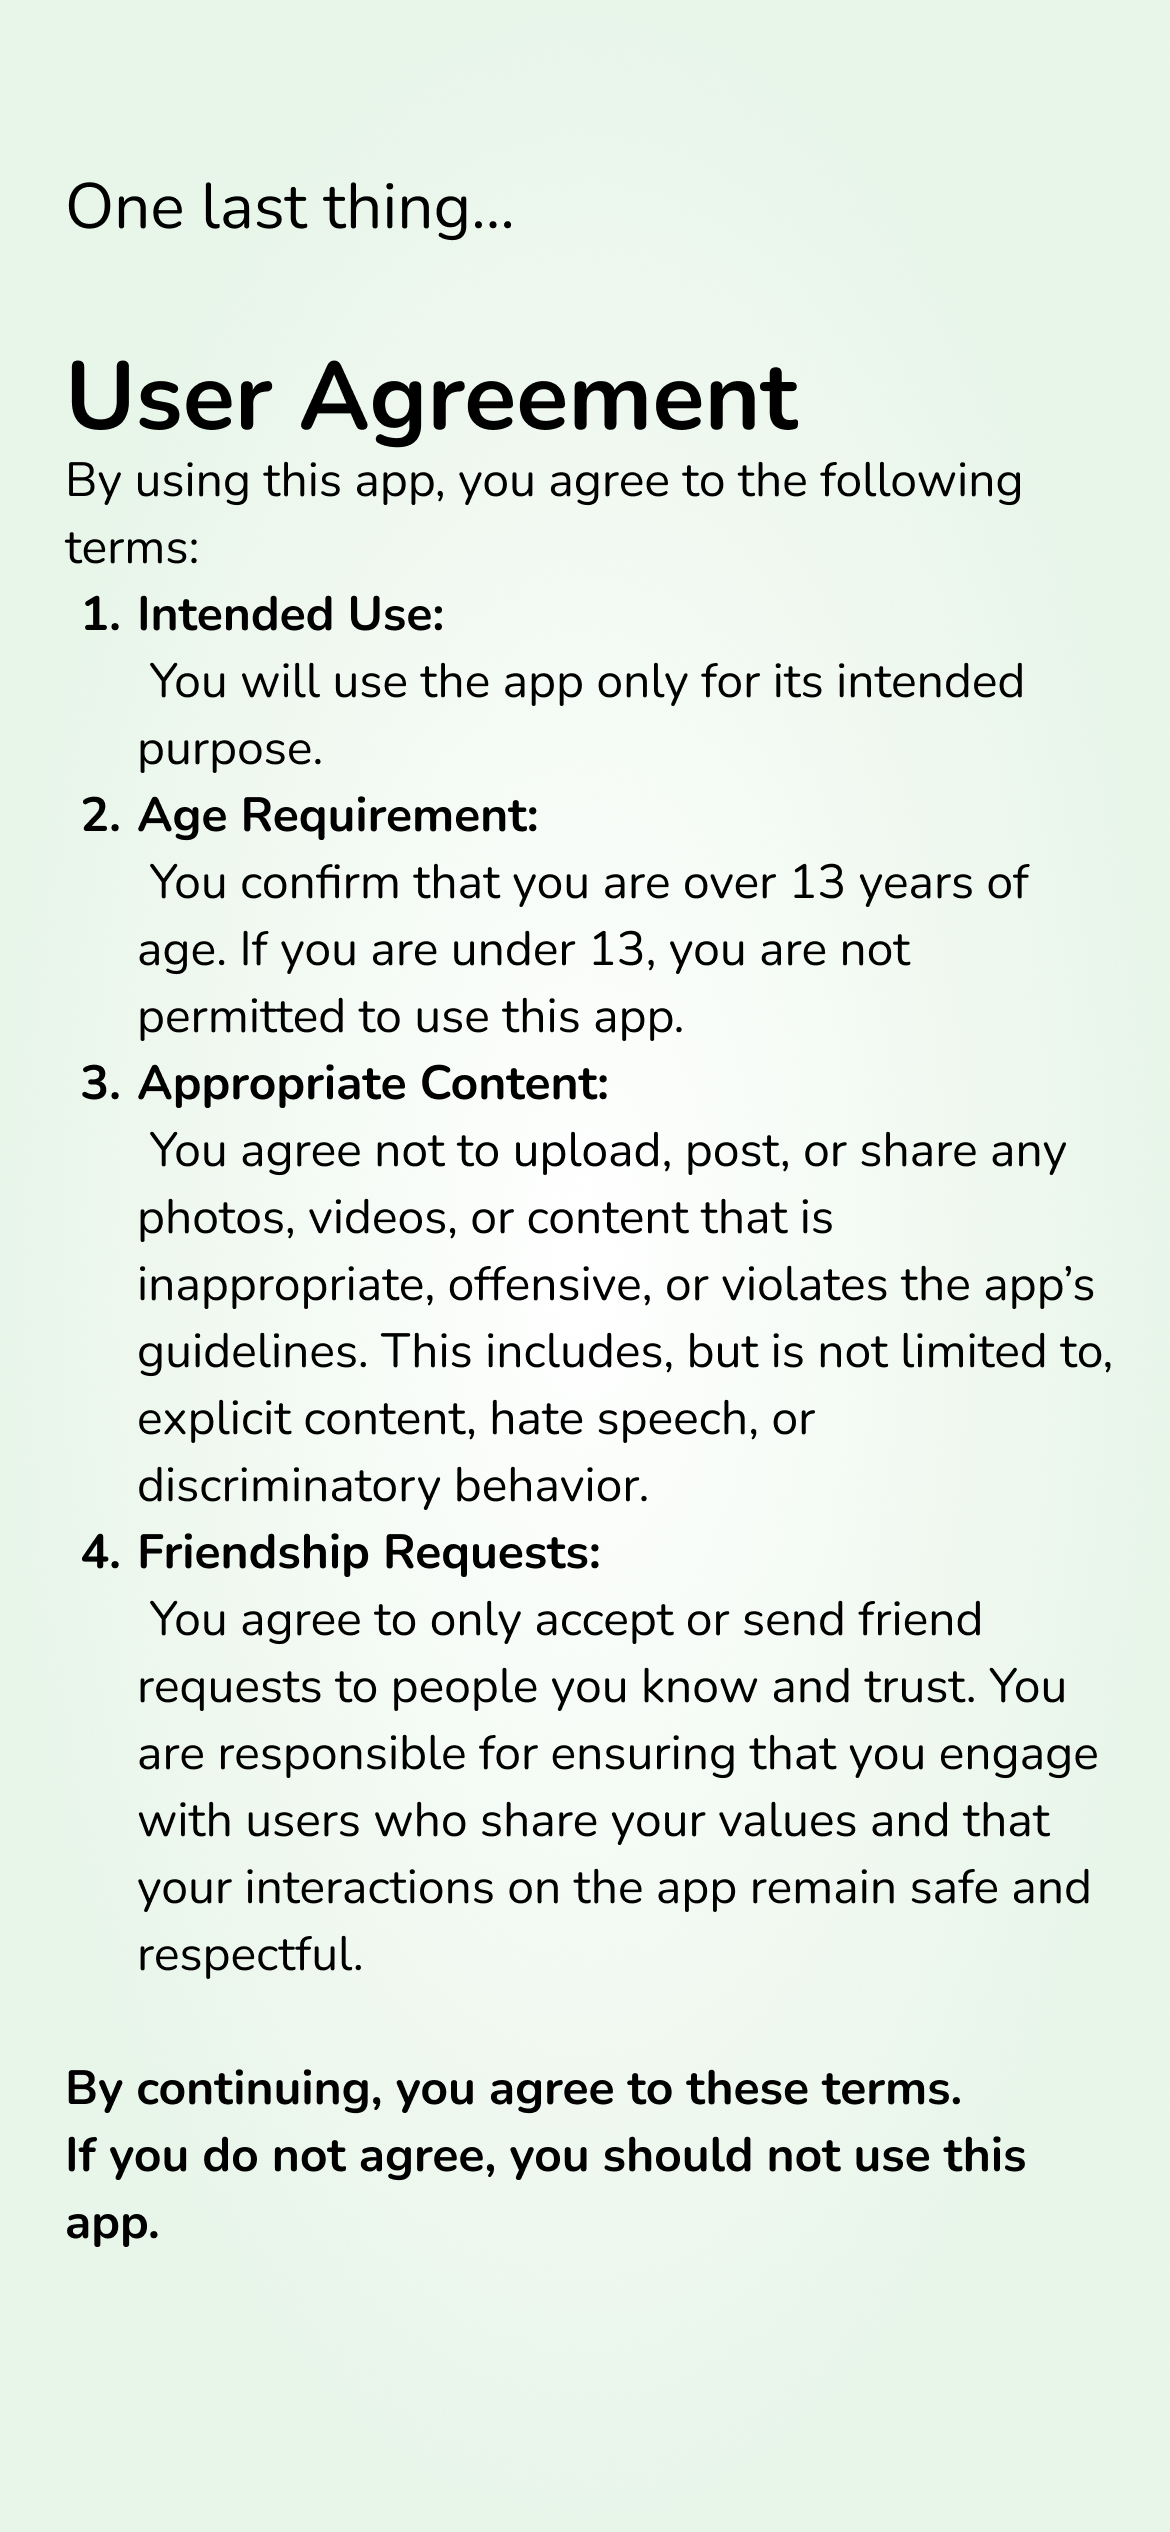 One last thing...
User Agreement
By using this app, you agree to the following
terms:
1. Intended Use:
You will use the app only for its intended
purpose.
2. Age Requirement:
You confirm that you are over 13 years of
age. If you are under 13, you are not
permitted to use this app.
3. Appropriate Content:
You agree not to upload, post, or share any
photos, videos, or content that is
inappropriate, offensive, or violates the app’s
guidelines. This includes, but is not limited to,
explicit content, hate speech, or
discriminatory behavior.
4. Friendship Requests:
You agree to only accept or send friend
requests to people you know and trust. You
are responsible for ensuring that you engage
with users who share your values and that
your interactions on the app remain safe and
respectful.
By continuing, you agree to these terms.
If you do not agree, you should not use this
app.